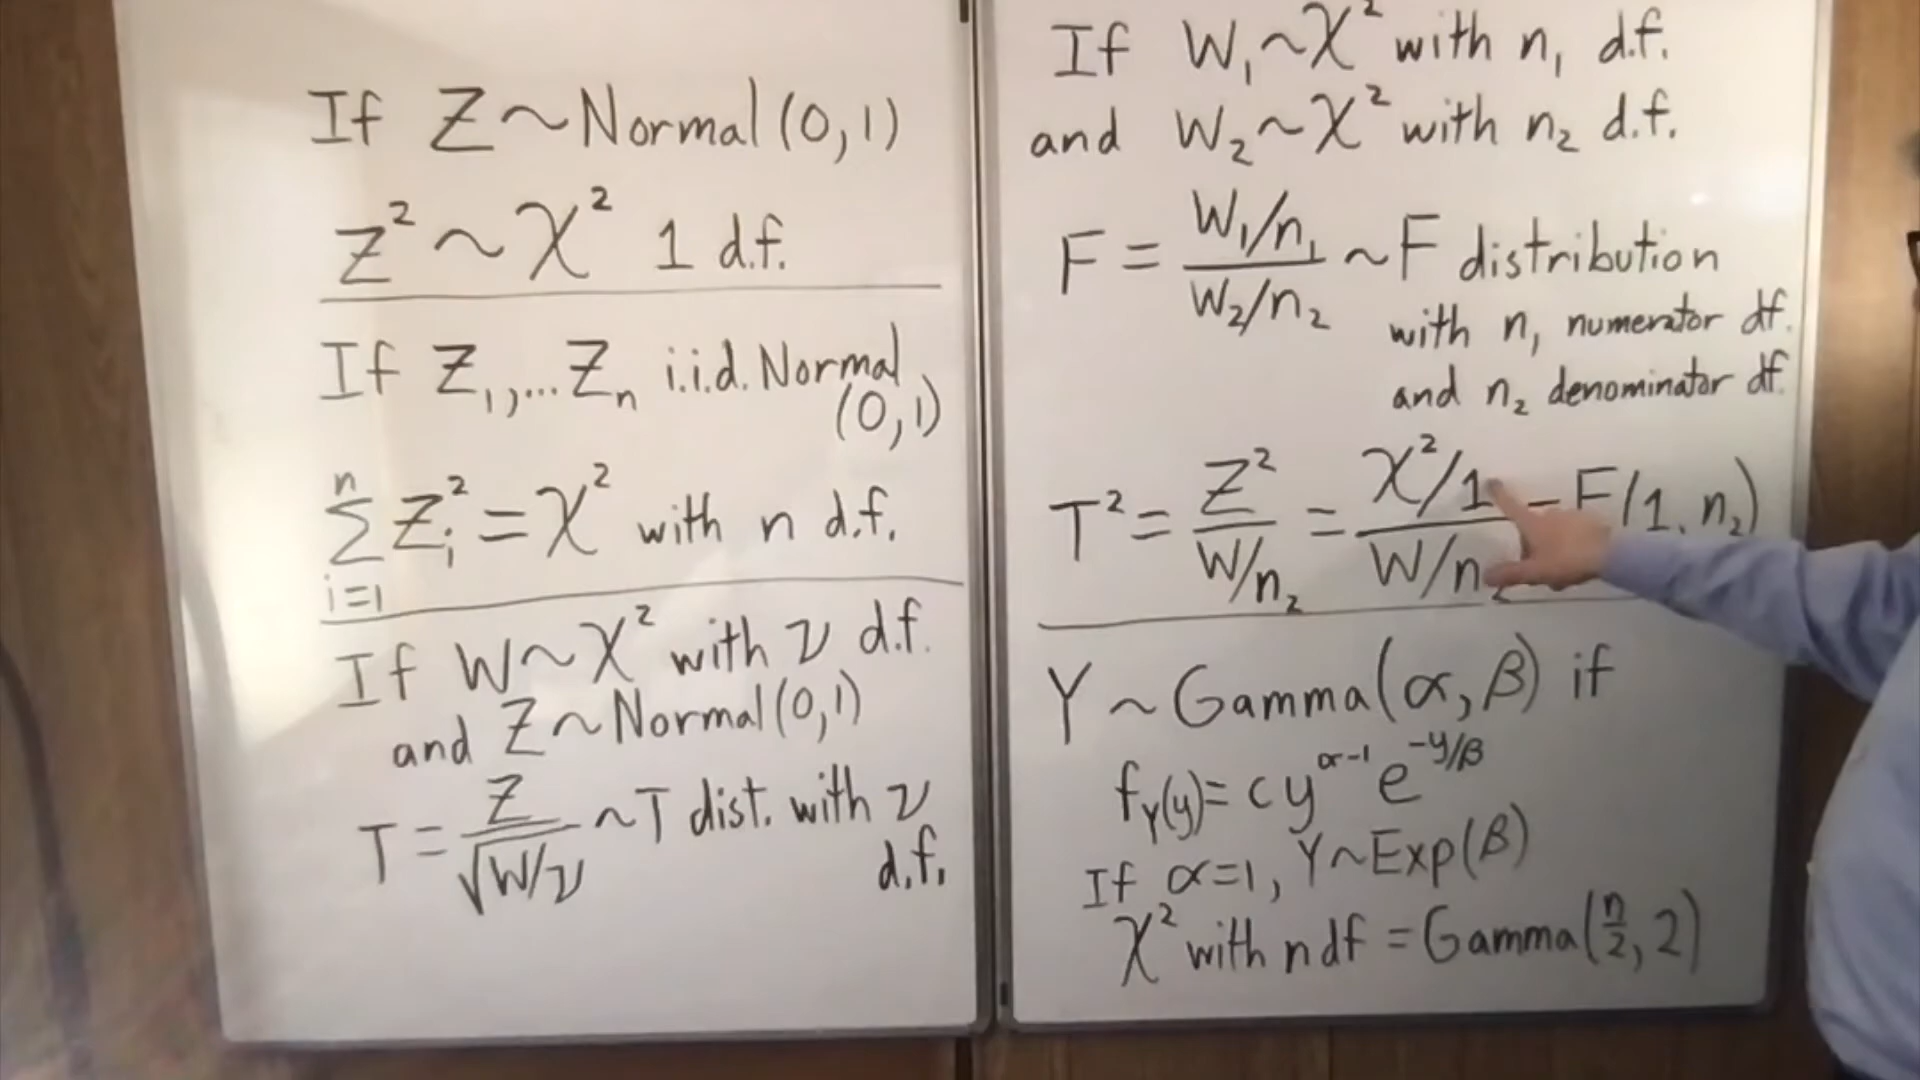 If Z ~ Normal (0,1)
Z² ~ χ² 1 d.f.
If Z₁,...Zₙ i.i.d. Normal
(0,1)
n
Σ Zᵢ² = χ² with n d.f.
i=1
If W ~ χ² with ν d.f.
and Z ~ Normal (0,1)
T = Z / √W/ν ~ T dist. with ν
d.f.
If W₁ ~ χ² with n₁ d.f.
and W₂ ~ χ² with n₂ d.f.
F = W₁/n₁ / W₂/n₂ ~ F distribution
with n₁ numerator df.
and n₂ denominator df.
T² = Z² / W/n₂ = χ²/1 / W/n₂ = F(1, n₂)
Y ~ Gamma(α, β) if
f_Y(y) = c y^(α-1) e^(-y/β)
If α=1, Y~Exp(β)
χ² with n df = Gamma(n/2, 2)